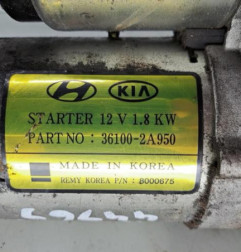 KIA
STARTER 12 V 1.8 KW
PART NO : 36100-2A950
MADE IN KOREA
REMY KOREA P/N : 8000675